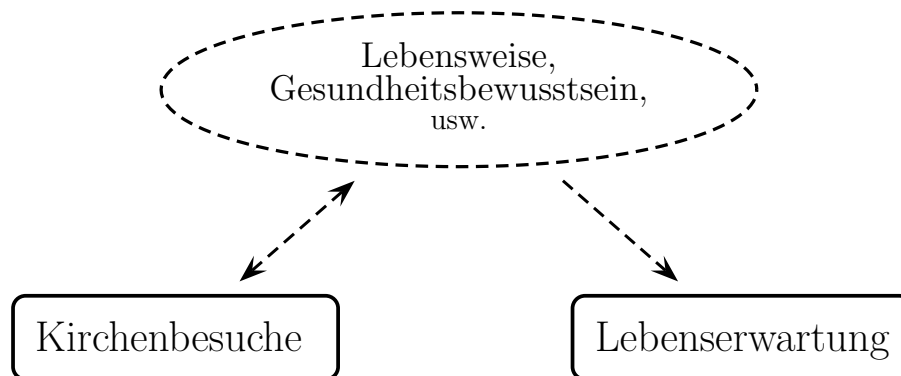 Lebensweise,
Gesundheitsbewusstsein,
usw.
Kirchenbesuche
Lebenserwartung